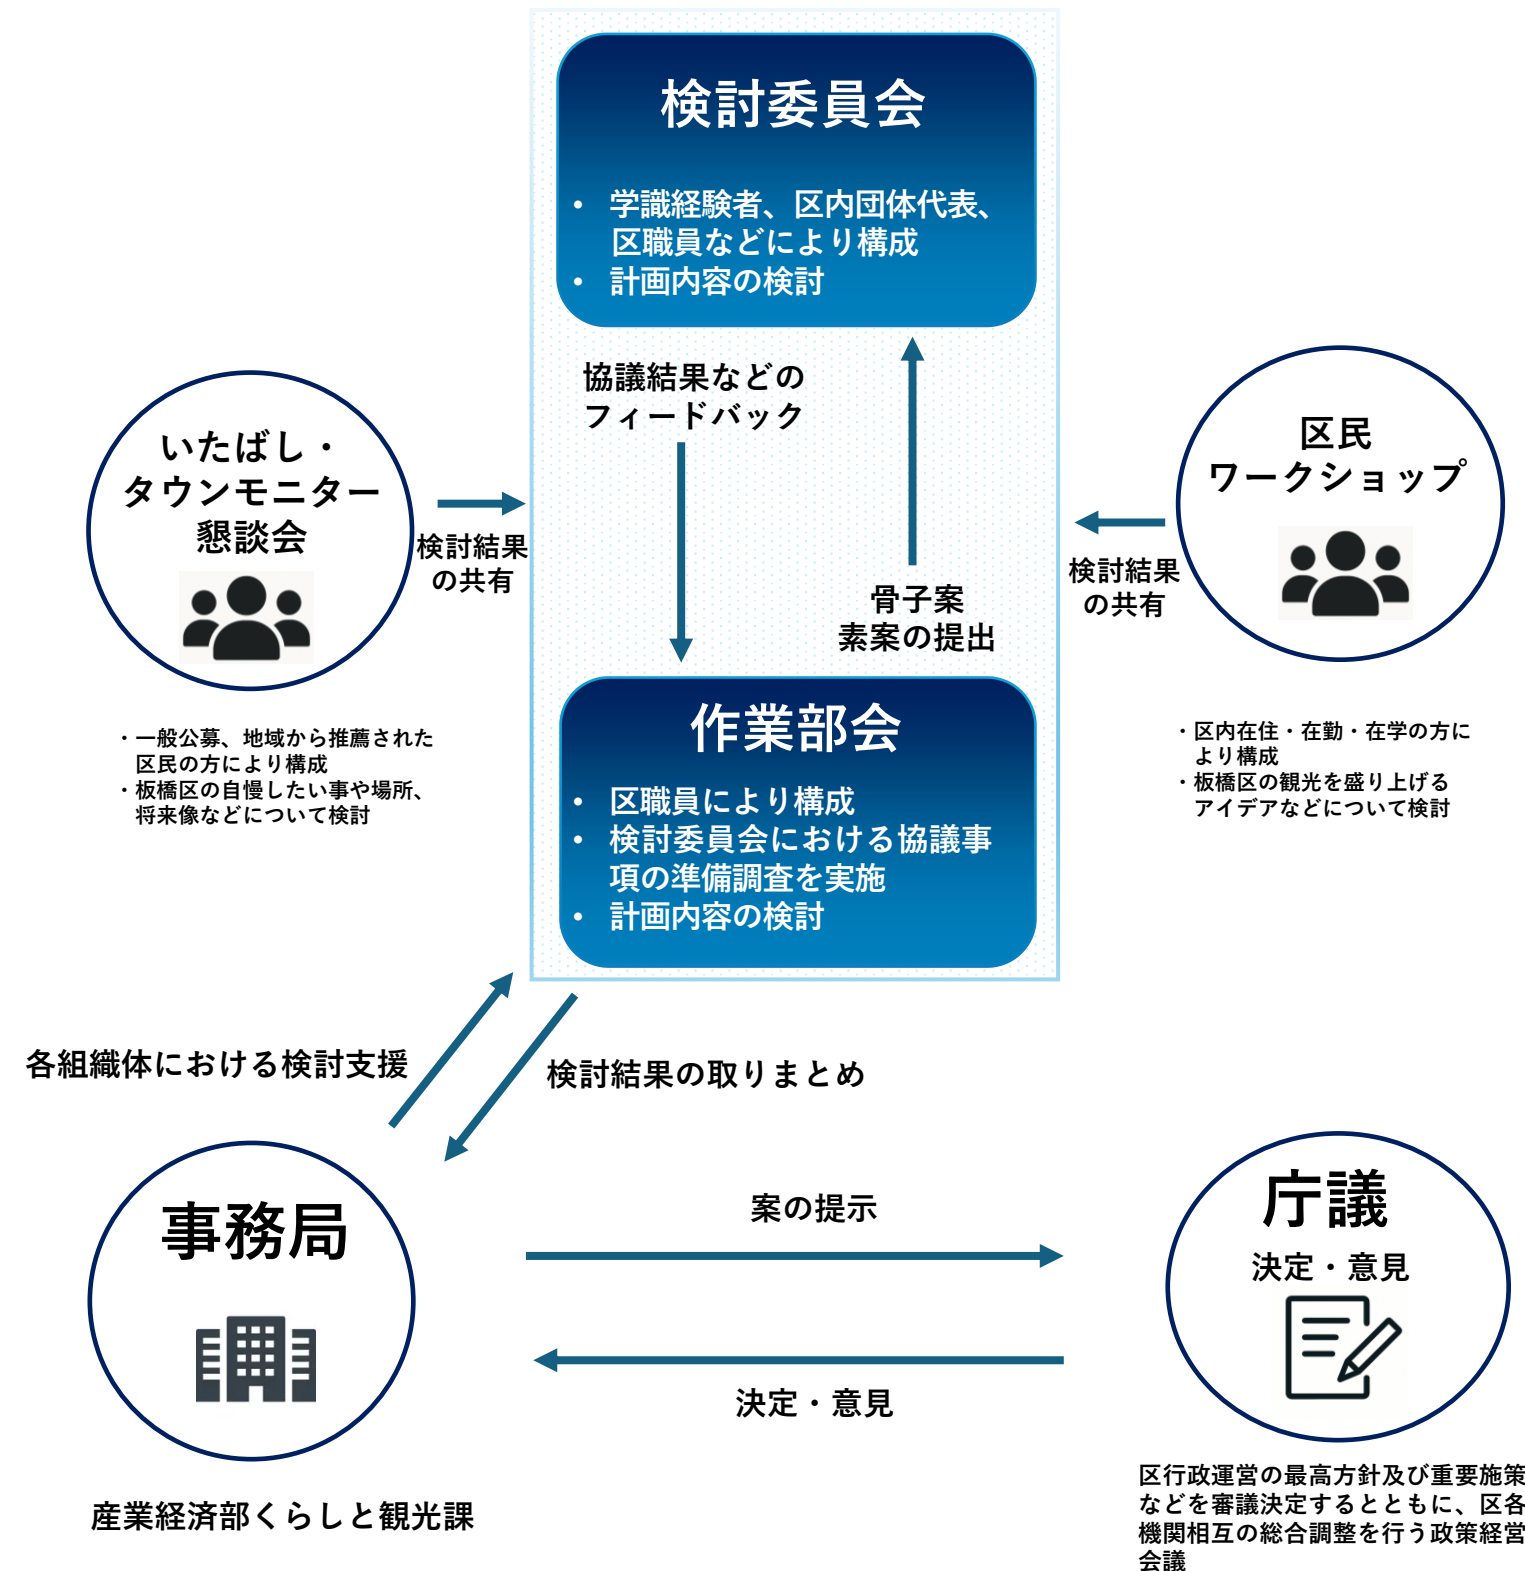 検討委員会
• 学識経験者、区内団体代表、
区職員などにより構成
• 計画内容の検討
協議結果などの
フィードバック
骨子案
素案の提出
いたばし・
タウンモニター
懇談会
検討結果
の共有
・一般公募、地域から推薦された
区民の方により構成
・板橋区の自慢したい事や場所、
将来像などについて検討
区民
ワークショップ
検討結果
の共有
・区内在住・在勤・在学の方に
より構成
・板橋区の観光を盛り上げる
アイデアなどについて検討
作業部会
• 区職員により構成
• 検討委員会における協議事
項の準備調査を実施
• 計画内容の検討
各組織体における検討支援
検討結果の取りまとめ
事務局
産業経済部くらしと観光課
案の提示
決定・意見
庁議
決定・意見
区行政運営の最高方針及び重要施策
などを審議決定するとともに、区各
機関相互の総合調整を行う政策経営
会議